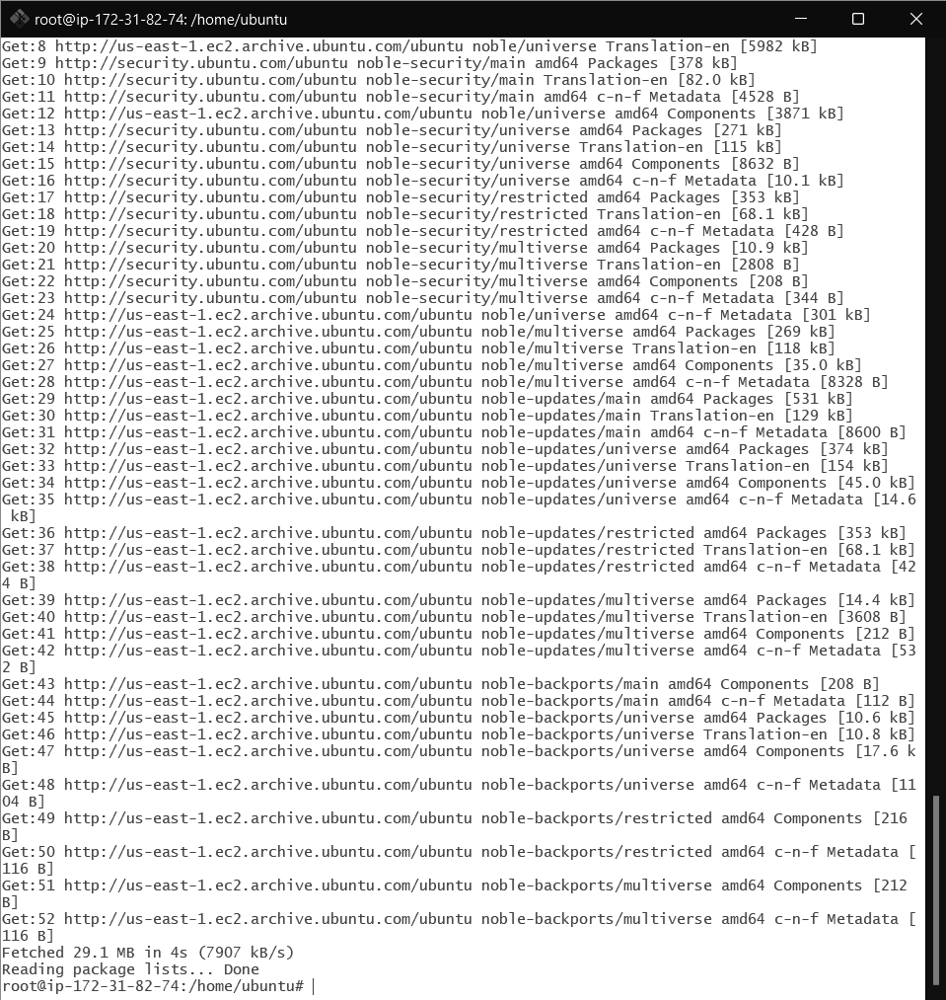 root@ip-172-31-82-74: /home/ubuntu
Get:8 http://us-east-1.ec2.archive.ubuntu.com/ubuntu noble/universe Translation-en [5982 kB]
Get:9 http://security.ubuntu.com/ubuntu noble-security/main amd64 Packages [378 kB]
Get:10 http://security.ubuntu.com/ubuntu noble-security/main Translation-en [82.0 kB]
Get:11 http://security.ubuntu.com/ubuntu noble-security/main amd64 c-n-f Metadata [4528 B]
Get:12 http://us-east-1.ec2.archive.ubuntu.com/ubuntu noble/universe amd64 Components [3871 kB]
Get:13 http://security.ubuntu.com/ubuntu noble-security/universe amd64 Packages [271 kB]
Get:14 http://security.ubuntu.com/ubuntu noble-security/universe Translation-en [115 kB]
Get:15 http://security.ubuntu.com/ubuntu noble-security/universe amd64 Components [8632 B]
Get:16 http://security.ubuntu.com/ubuntu noble-security/universe amd64 c-n-f Metadata [10.1 kB]
Get:17 http://security.ubuntu.com/ubuntu noble-security/restricted amd64 Packages [353 kB]
Get:18 http://security.ubuntu.com/ubuntu noble-security/restricted Translation-en [68.1 kB]
Get:19 http://security.ubuntu.com/ubuntu noble-security/restricted amd64 c-n-f Metadata [428 B]
Get:20 http://security.ubuntu.com/ubuntu noble-security/multiverse amd64 Packages [10.9 kB]
Get:21 http://security.ubuntu.com/ubuntu noble-security/multiverse Translation-en [2808 B]
Get:22 http://security.ubuntu.com/ubuntu noble-security/multiverse amd64 Components [208 B]
Get:23 http://security.ubuntu.com/ubuntu noble-security/multiverse amd64 c-n-f Metadata [344 B]
Get:24 http://us-east-1.ec2.archive.ubuntu.com/ubuntu noble/universe amd64 c-n-f Metadata [301 kB]
Get:25 http://us-east-1.ec2.archive.ubuntu.com/ubuntu noble/multiverse amd64 Packages [269 kB]
Get:26 http://us-east-1.ec2.archive.ubuntu.com/ubuntu noble/multiverse Translation-en [118 kB]
Get:27 http://us-east-1.ec2.archive.ubuntu.com/ubuntu noble/multiverse amd64 Components [35.0 kB]
Get:28 http://us-east-1.ec2.archive.ubuntu.com/ubuntu noble/multiverse amd64 c-n-f Metadata [8328 B]
Get:29 http://us-east-1.ec2.archive.ubuntu.com/ubuntu noble-updates/main amd64 Packages [531 kB]
Get:30 http://us-east-1.ec2.archive.ubuntu.com/ubuntu noble-updates/main Translation-en [129 kB]
Get:31 http://us-east-1.ec2.archive.ubuntu.com/ubuntu noble-updates/main amd64 c-n-f Metadata [8600 B]
Get:32 http://us-east-1.ec2.archive.ubuntu.com/ubuntu noble-updates/universe amd64 Packages [374 kB]
Get:33 http://us-east-1.ec2.archive.ubuntu.com/ubuntu noble-updates/universe Translation-en [154 kB]
Get:34 http://us-east-1.ec2.archive.ubuntu.com/ubuntu noble-updates/universe amd64 Components [45.0 kB]
Get:35 http://us-east-1.ec2.archive.ubuntu.com/ubuntu noble-updates/universe amd64 c-n-f Metadata [14.6
 kB]
Get:36 http://us-east-1.ec2.archive.ubuntu.com/ubuntu noble-updates/restricted amd64 Packages [353 kB]
Get:37 http://us-east-1.ec2.archive.ubuntu.com/ubuntu noble-updates/restricted Translation-en [68.1 kB]
Get:38 http://us-east-1.ec2.archive.ubuntu.com/ubuntu noble-updates/restricted amd64 c-n-f Metadata [42
4 B]
Get:39 http://us-east-1.ec2.archive.ubuntu.com/ubuntu noble-updates/multiverse amd64 Packages [14.4 kB]
Get:40 http://us-east-1.ec2.archive.ubuntu.com/ubuntu noble-updates/multiverse Translation-en [3608 B]
Get:41 http://us-east-1.ec2.archive.ubuntu.com/ubuntu noble-updates/multiverse amd64 Components [212 B]
Get:42 http://us-east-1.ec2.archive.ubuntu.com/ubuntu noble-updates/multiverse amd64 c-n-f Metadata [53
2 B]
Get:43 http://us-east-1.ec2.archive.ubuntu.com/ubuntu noble-backports/main amd64 Components [208 B]
Get:44 http://us-east-1.ec2.archive.ubuntu.com/ubuntu noble-backports/main amd64 c-n-f Metadata [112 B]
Get:45 http://us-east-1.ec2.archive.ubuntu.com/ubuntu noble-backports/universe amd64 Packages [10.6 kB]
Get:46 http://us-east-1.ec2.archive.ubuntu.com/ubuntu noble-backports/universe Translation-en [10.8 kB]
Get:47 http://us-east-1.ec2.archive.ubuntu.com/ubuntu noble-backports/universe amd64 Components [17.6 k
B]
Get:48 http://us-east-1.ec2.archive.ubuntu.com/ubuntu noble-backports/universe amd64 c-n-f Metadata [11
04 B]
Get:49 http://us-east-1.ec2.archive.ubuntu.com/ubuntu noble-backports/restricted amd64 Components [216
B]
Get:50 http://us-east-1.ec2.archive.ubuntu.com/ubuntu noble-backports/restricted amd64 c-n-f Metadata [
116 B]
Get:51 http://us-east-1.ec2.archive.ubuntu.com/ubuntu noble-backports/multiverse amd64 Components [212
B]
Get:52 http://us-east-1.ec2.archive.ubuntu.com/ubuntu noble-backports/multiverse amd64 c-n-f Metadata [
116 B]
Fetched 29.1 MB in 4s (7907 kB/s)
Reading package lists... Done
root@ip-172-31-82-74:/home/ubuntu#